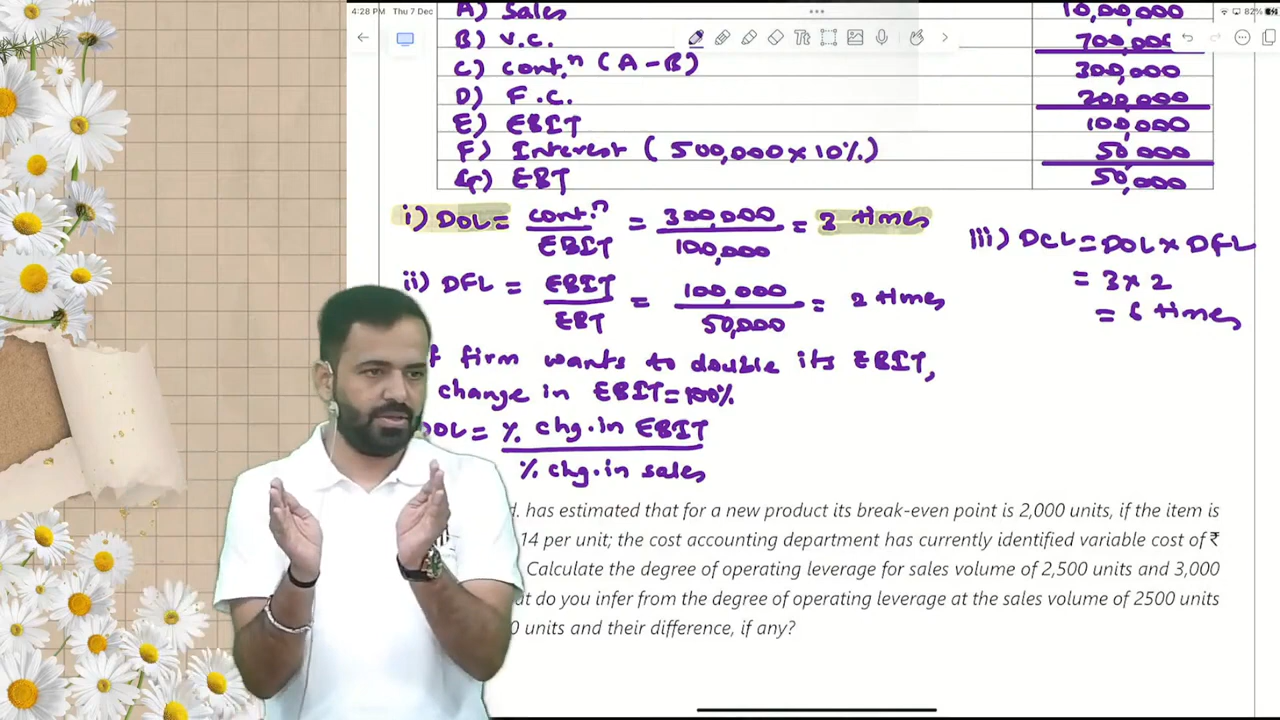 4:28 PM Thu 7 Dec
82%
A) Sales 10,00,000
B) V.C. 700,000
C) contⁿ (A-B) 300,000
D) F.C. 200,000
E) EBIT 100,000
F) Interest (500,000 x 10%) 50,000
G) EBT 50,000
i) DOL = contⁿ / EBIT = 300,000 / 100,000 = 3 times
ii) DFL = EBIT / EBT = 100,000 / 50,000 = 2 times
iii) DCL = DOL x DFL
= 3 x 2
= 6 times
f firm wants to double its EBIT,
change in EBIT = 100%
DOL = % chg. in EBIT / % chg. in sales
d. has estimated that for a new product its break-even point is 2,000 units, if the item is
14 per unit; the cost accounting department has currently identified variable cost of ₹
Calculate the degree of operating leverage for sales volume of 2,500 units and 3,000
at do you infer from the degree of operating leverage at the sales volume of 2500 units
0 units and their difference, if any?